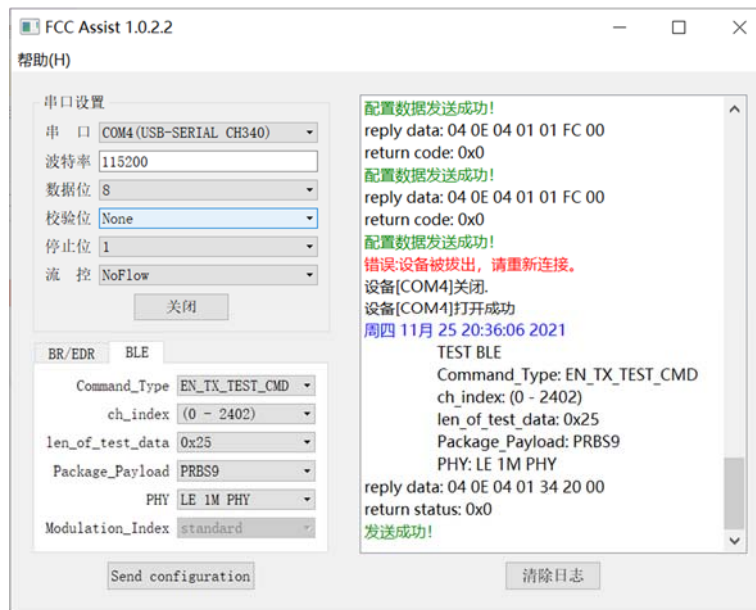 FCC Assist 1.0.2.2
帮助(H)
串口设置
串 口 COM4(USB-SERIAL CH340)
波特率 115200
数据位 8
校验位 None
停止位 1
流 控 NoFlow
关闭
BR/EDR BLE
Command_Type EN_TX_TEST_CMD
ch_index (0 - 2402)
len_of_test_data 0x25
Package_Payload PRBS9
PHY LE 1M PHY
Modulation_Index standard
Send configuration
配置数据发送成功!
reply data: 04 0E 04 01 01 FC 00
return code: 0x0
配置数据发送成功!
reply data: 04 0E 04 01 01 FC 00
return code: 0x0
配置数据发送成功!
错误:设备被拔出，请重新连接。
设备[COM4]关闭.
设备[COM4]打开成功
周四 11月 25 20:36:06 2021
TEST BLE
Command_Type: EN_TX_TEST_CMD
ch_index: (0 - 2402)
len_of_test_data: 0x25
Package_Payload: PRBS9
PHY: LE 1M PHY
reply data: 04 0E 04 01 34 20 00
return status: 0x0
发送成功!
清除日志